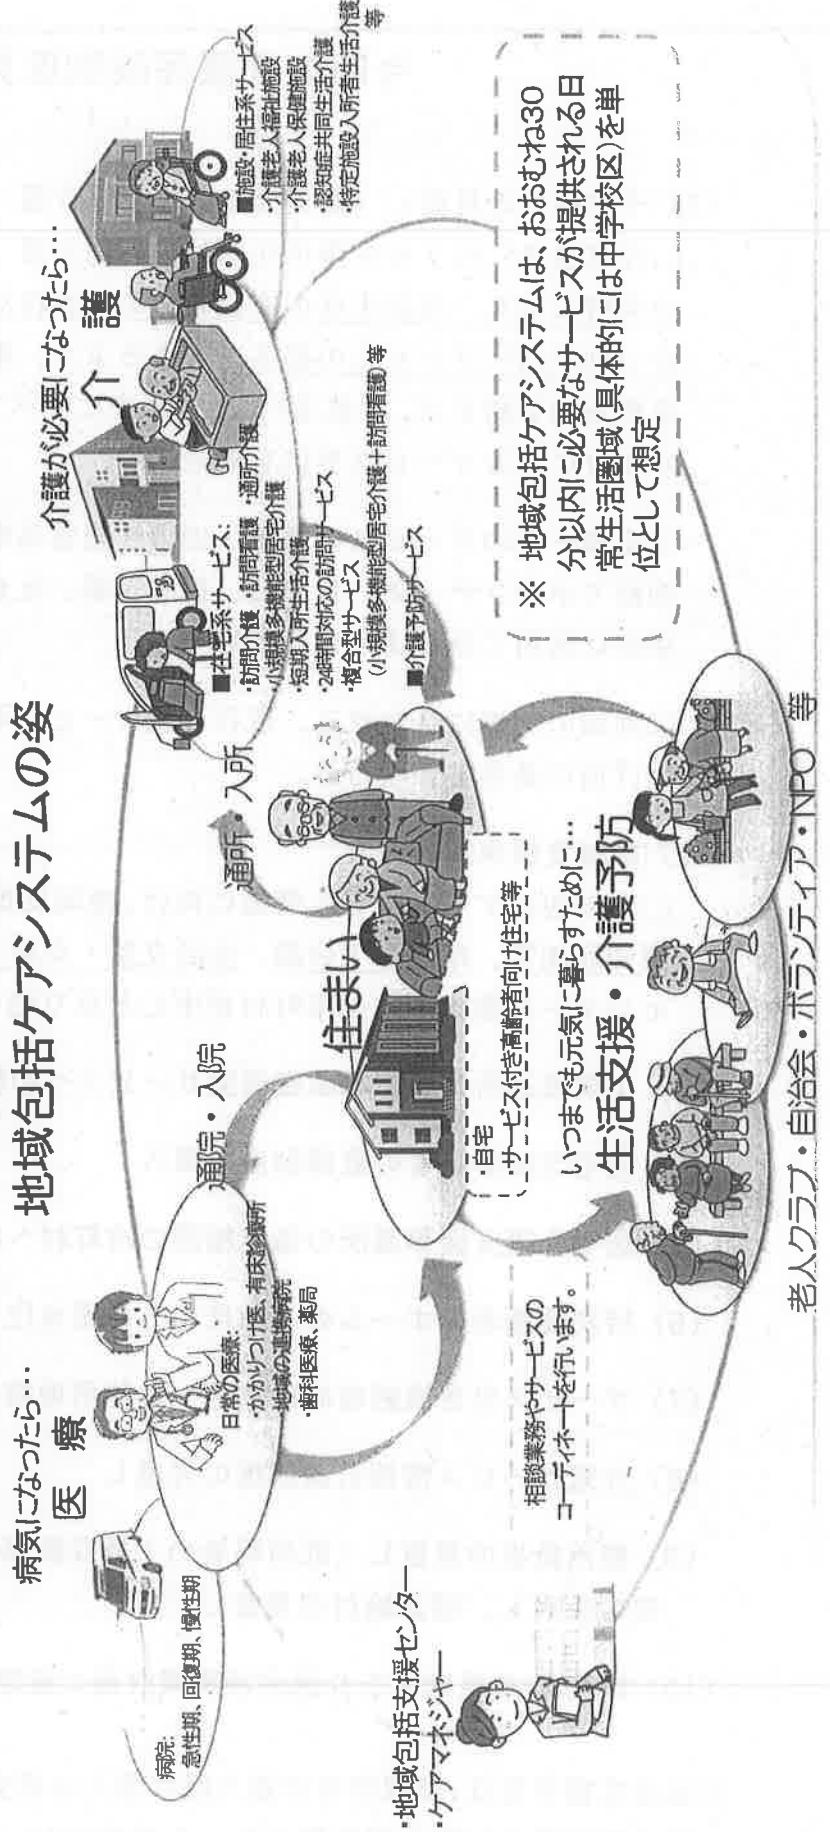 地域包括ケアシステムの姿
病気になったら…
医 療
病院:
急性期、回復期、慢性期
日常の医療:
・かかりつけ医、有床診療所
地域の連携病院
・歯科医療、薬局
通院・入院
介護が必要になったら…
介 護
通所・入所
■在宅系サービス:
・訪問介護 ・訪問看護 ・通所介護
・小規模多機能型居宅介護
・短期入所生活介護
・24時間対応の訪問サービス
・複合型サービス
(小規模多機能型居宅介護+訪問看護)等
■介護予防サービス
■施設・居住系サービス
・介護老人福祉施設
・介護老人保健施設
・認知症共同生活介護
・特定施設入所者生活介護
等
住まい
・自宅
・サービス付き高齢者向け住宅等
・地域包括支援センター
・ケアマネジャー
相談業務やサービスの
コーディネートを行います。
いつまでも元気に暮らすために…
生活支援・介護予防
老人クラブ・自治会・ボランティア・NPO 等
※ 地域包括ケアシステムは、おおむね30
分以内に必要なサービスが提供される日
常生活圏域(具体的には中学校区)を単
位として想定